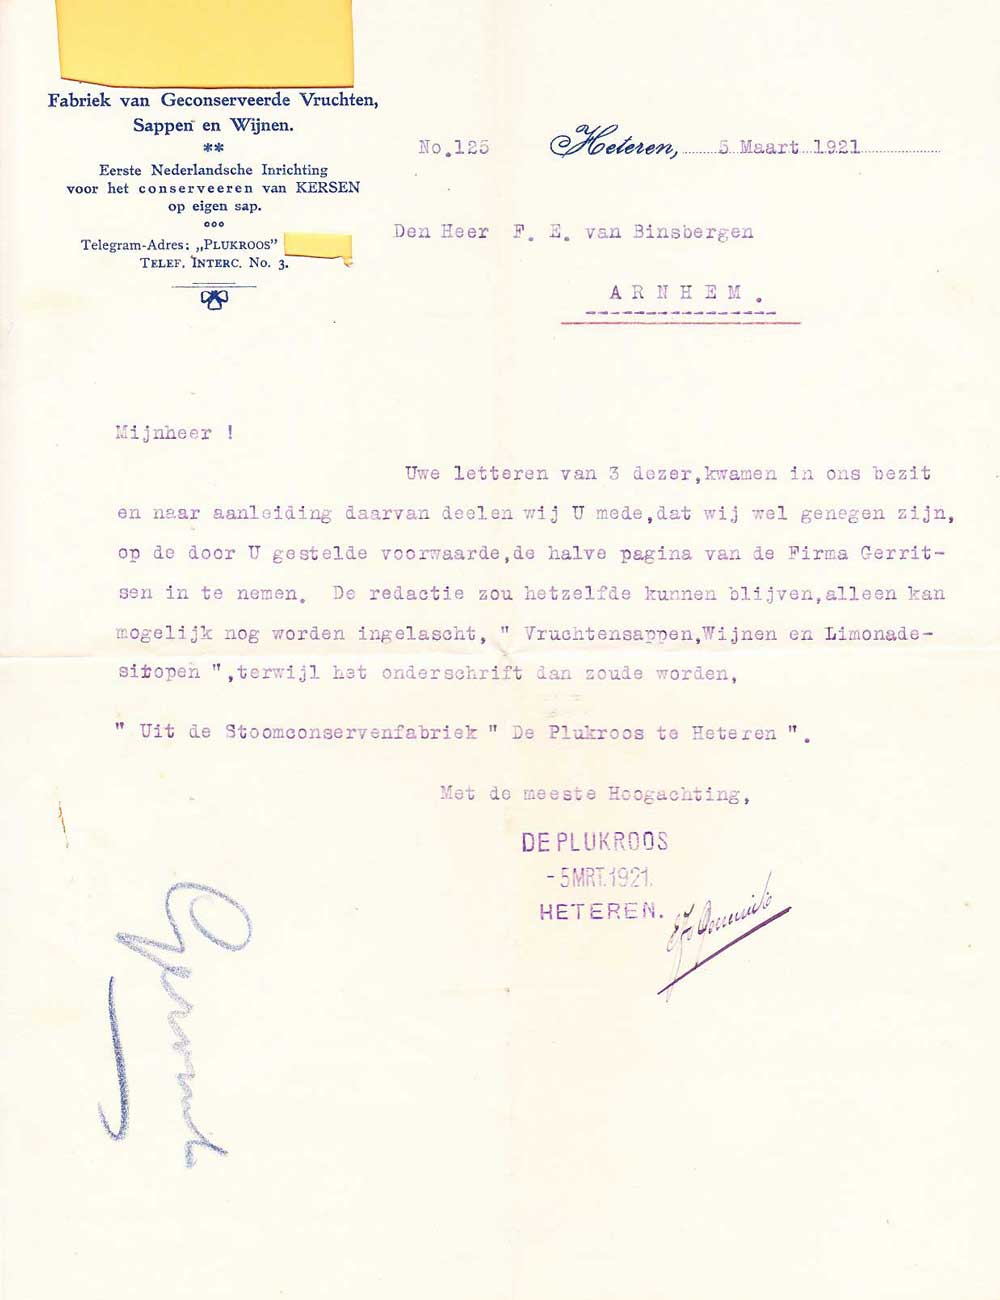 Fabriek van Geconserveerde Vruchten,
Sappen en Wijnen.
**
Eerste Nederlandsche Inrichting
voor het conserveeren van KERSEN
op eigen sap.
ooo
Telegram-Adres: „PLUKROOS”
TELEF. INTERC. No. 3.
No.125
Heteren, 5 Maart 1921
Den Heer F. E. van Binsbergen
ARNHEM.
Mijnheer !
Uwe letteren van 3 dezer,kwamen in ons bezit
en naar aanleiding daarvan deelen wij U mede,dat wij wel genegen zijn,
op de door U gestelde voorwaarde,de halve pagina van de Firma Gerrit-
sen in te nemen. De redactie zou hetzelfde kunnen blijven,alleen kan
mogelijk nog worden ingelascht, " Vruchtensappen,Wijnen en Limonade-
siropen ",terwijl het onderschrift dan zoude worden,
" Uit de Stoomconservenfabriek " De Plukroos te Heteren ".
Met de meeste Hoogachting,
DE PLUKROOS
-5 MRT. 1921.
HETEREN.